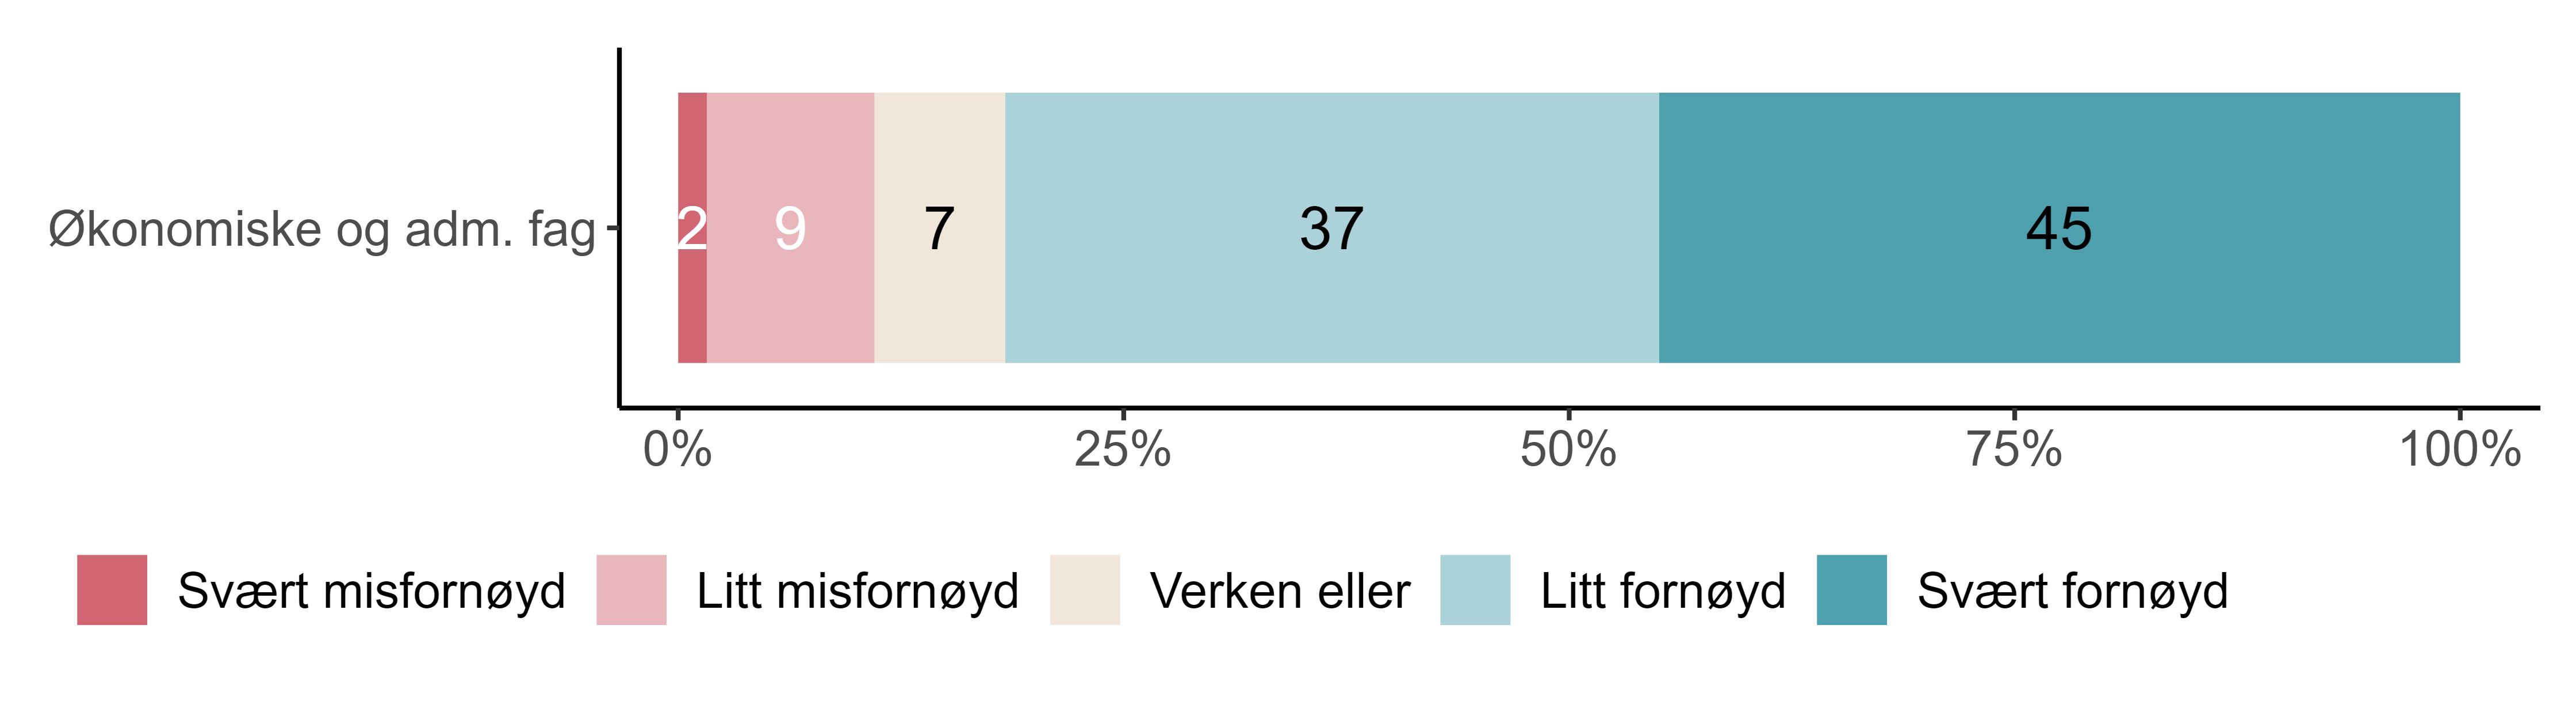 Økonomiske og adm. fag
2 9 7 37 45
0% 25% 50% 75% 100%
Svært misfornøyd Litt misfornøyd Verken eller Litt fornøyd Svært fornøyd